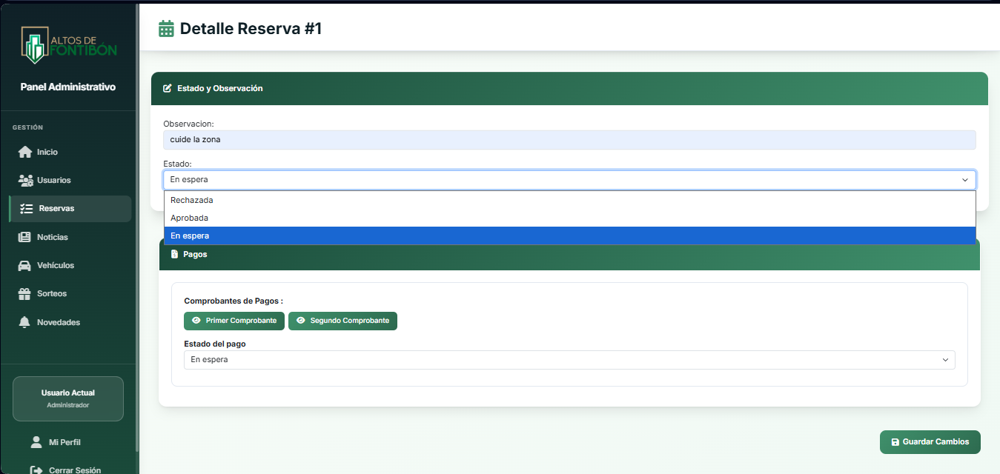 ALTOS DE
FONTIBÓN
Panel Administrativo
GESTIÓN
Inicio
Usuarios
Reservas
Noticias
Vehículos
Sorteos
Novedades
Usuario Actual
Administrador
Mi Perfil
Cerrar Sesión
Detalle Reserva #1
Estado y Observación
Observacion:
cuide la zona
Estado:
En espera
Rechazada
Aprobada
En espera
Pagos
Comprobantes de Pagos :
Primer Comprobante Segundo Comprobante
Estado del pago
En espera
Guardar Cambios